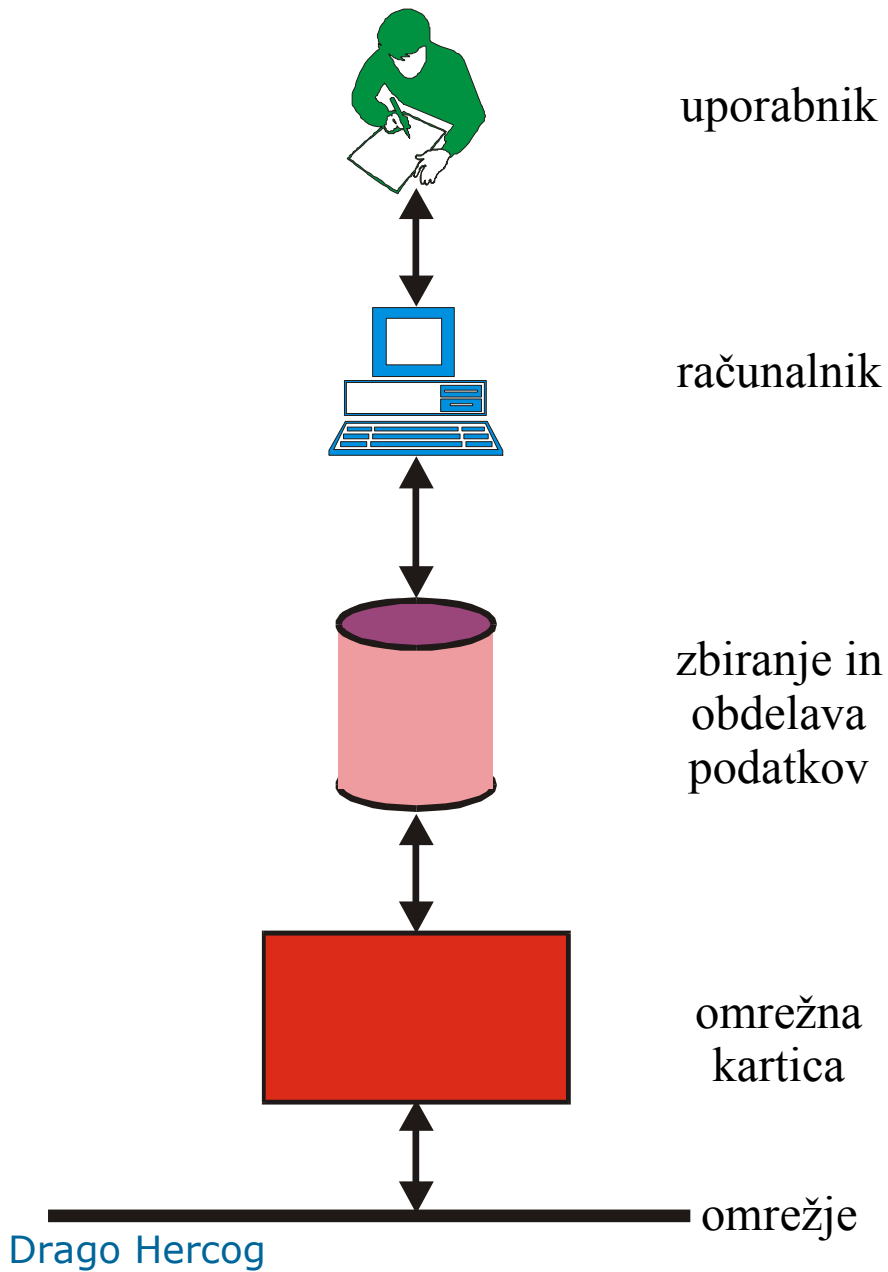 uporabnik
računalnik
zbiranje in
obdelava
podatkov
omrežna
kartica
omrežje
Drago Hercog